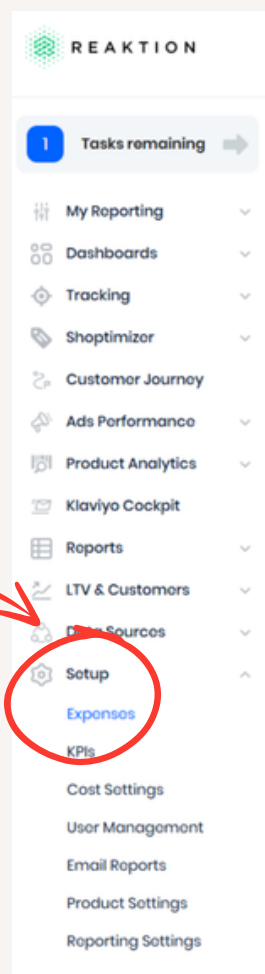 REAKTION
1 Tasks remaining
My Reporting
Dashboards
Tracking
Shoptimizer
Customer Journey
Ads Performance
Product Analytics
Klaviyo Cockpit
Reports
LTV & Customers
Data Sources
Setup
Expenses
KPIs
Cost Settings
User Management
Email Reports
Product Settings
Reporting Settings